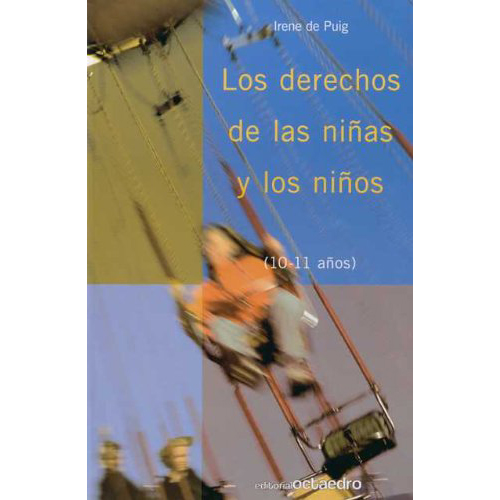 Irene de Puig
Los derechos
de las niñas
y los niños
(10-11 años)
editorial octaedro